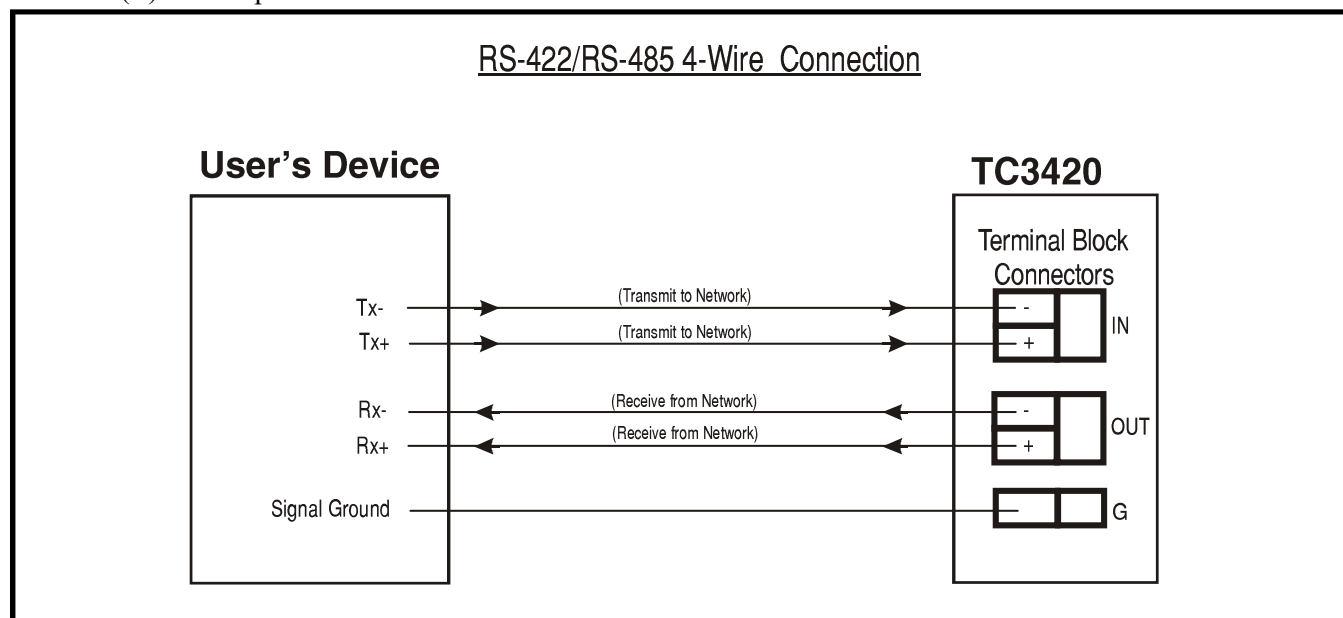 RS-422/RS-485 4-Wire Connection
User's Device
TC3420
Terminal Block
Connectors
Tx-
(Transmit to Network)
-
IN
Tx+
(Transmit to Network)
+
Rx-
(Receive from Network)
-
OUT
Rx+
(Receive from Network)
+
Signal Ground
G